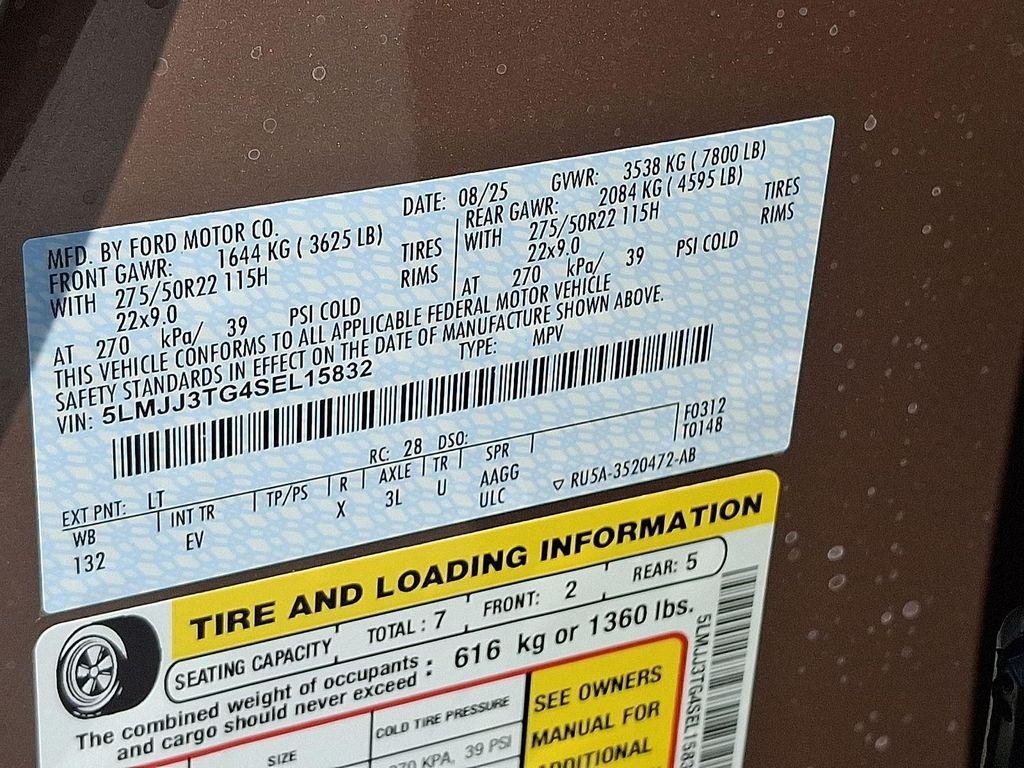 MFD. BY FORD MOTOR CO. DATE: 08/25 GVWR: 3538 KG ( 7800 LB)
FRONT GAWR: 1644 KG ( 3625 LB) REAR GAWR: 2084 KG ( 4595 LB)
WITH 275/50R22 115H TIRES WITH 275/50R22 115H TIRES
22x9.0 RIMS 22x9.0 RIMS
AT 270 kPa/ 39 PSI COLD AT 270 kPa/ 39 PSI COLD
THIS VEHICLE CONFORMS TO ALL APPLICABLE FEDERAL MOTOR VEHICLE
SAFETY STANDARDS IN EFFECT ON THE DATE OF MANUFACTURE SHOWN ABOVE.
VIN: 5LMJJ3TG4SEL15832 TYPE: MPV
F0312
T0148
EXT PNT: LT RC: 28 DSO:
WB INT TR TP/PS R AXLE TR SPR
132 EV X 3L U AAGG
ULC ▽ RU5A-3520472-AB
TIRE AND LOADING INFORMATION
SEATING CAPACITY TOTAL : 7 FRONT: 2 REAR: 5
The combined weight of occupants : 616 kg or 1360 lbs.
and cargo should never exceed :
SIZE COLD TIRE PRESSURE
KPA, 39 PSI
SEE OWNERS
MANUAL FOR
ADDITIONAL
5LMJJ3TG4SEL1583